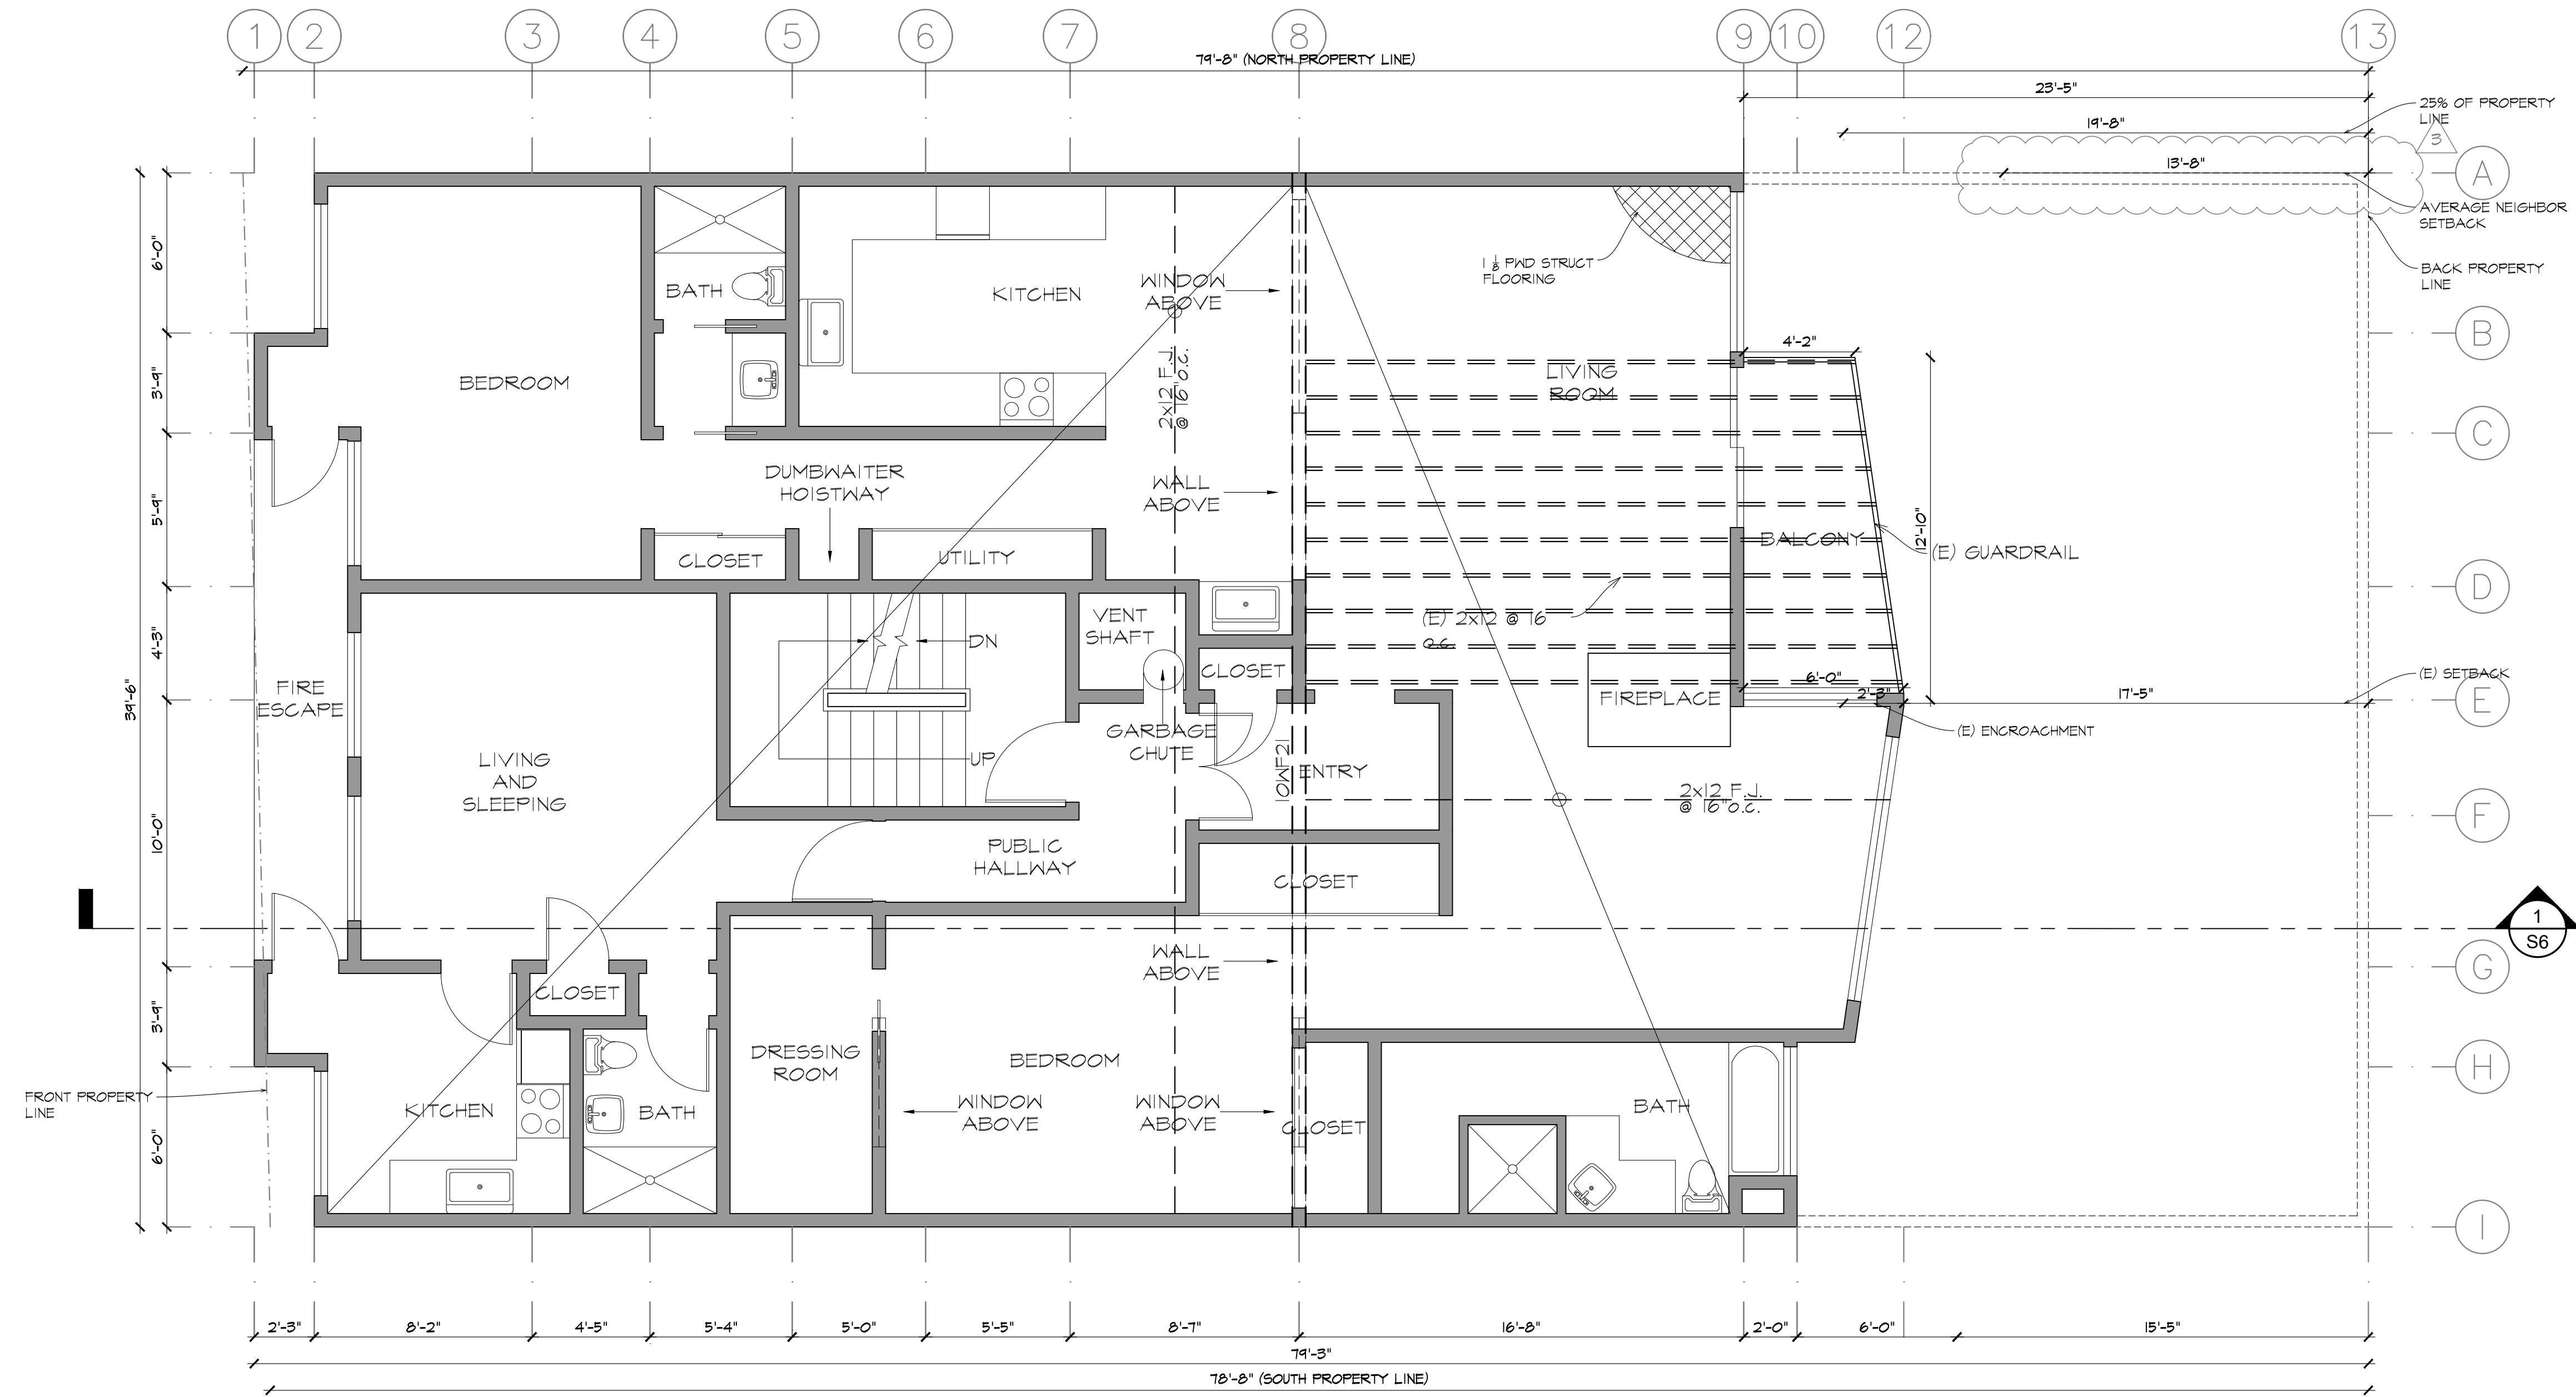 1 2 3 4 5 6 7 8 9 10 12 13
79'-8" (NORTH PROPERTY LINE)
23'-5"
25% OF PROPERTY
LINE
19'-8"
3
13'-8"
A
AVERAGE NEIGHBOR
SETBACK
6'-0"
1 1/8 PWD STRUCT
FLOORING
BACK PROPERTY
LINE
BATH
KITCHEN
WINDOW
ABOVE
B
4'-2"
3'-9"
BEDROOM
2x12 F.J.
@ 16"o.c.
LIVING
ROOM
C
DUMBWAITER
HOISTWAY
WALL
ABOVE
5'-9"
CLOSET
UTILITY
BALCONY
12'-10"
(E) GUARDRAIL
D
VENT
SHAFT
(E) 2x12 @ 16
o.c.
4'-3"
DN
39'-6"
FIRE
ESCAPE
CLOSET
FIREPLACE
6'-0"
2'-3"
17'-5"
(E) SETBACK
E
GARBAGE
CHUTE
(E) ENCROACHMENT
LIVING
AND
SLEEPING
UP
10WF21
ENTRY
2x12 F.J.
@ 16"o.c.
F
10'-0"
PUBLIC
HALLWAY
CLOSET
1
S6
WALL
ABOVE
G
3'-9"
CLOSET
DRESSING
ROOM
BEDROOM
H
FRONT PROPERTY
LINE
6'-0"
KITCHEN
BATH
WINDOW
ABOVE
WINDOW
ABOVE
CLOSET
BATH
I
2'-3" 8'-2" 4'-5" 5'-4" 5'-0" 5'-5" 8'-7" 16'-8" 2'-0" 6'-0" 15'-5"
79'-3"
78'-8" (SOUTH PROPERTY LINE)